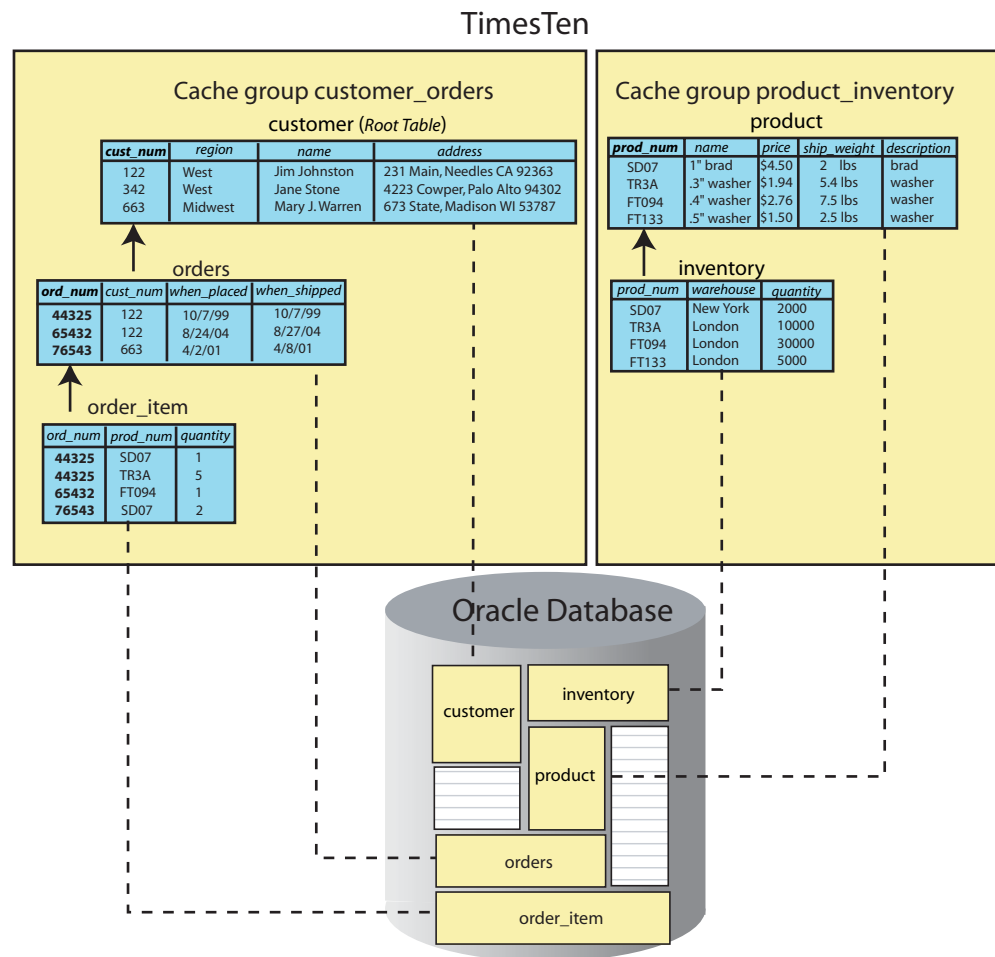 TimesTen
Cache group customer_orders
customer (Root Table)
cust_num region name address
122 West Jim Johnston 231 Main, Needles CA 92363
342 West Jane Stone 4223 Cowper, Palo Alto 94302
663 Midwest Mary J. Warren 673 State, Madison WI 53787
orders
ord_num cust_num when_placed when_shipped
44325 122 10/7/99 10/7/99
65432 122 8/24/04 8/27/04
76543 663 4/2/01 4/8/01
order_item
ord_num prod_num quantity
44325 SD07 1
44325 TR3A 5
65432 FT094 1
76543 SD07 2
Cache group product_inventory
product
prod_num name price ship_weight description
SD07 1" brad $4.50 2 lbs brad
TR3A .3" washer $1.94 5.4 lbs washer
FT094 .4" washer $2.76 7.5 lbs washer
FT133 .5" washer $1.50 2.5 lbs washer
inventory
prod_num warehouse quantity
SD07 New York 2000
TR3A London 10000
FT094 London 30000
FT133 London 5000
Oracle Database
customer
inventory
product
orders
order_item